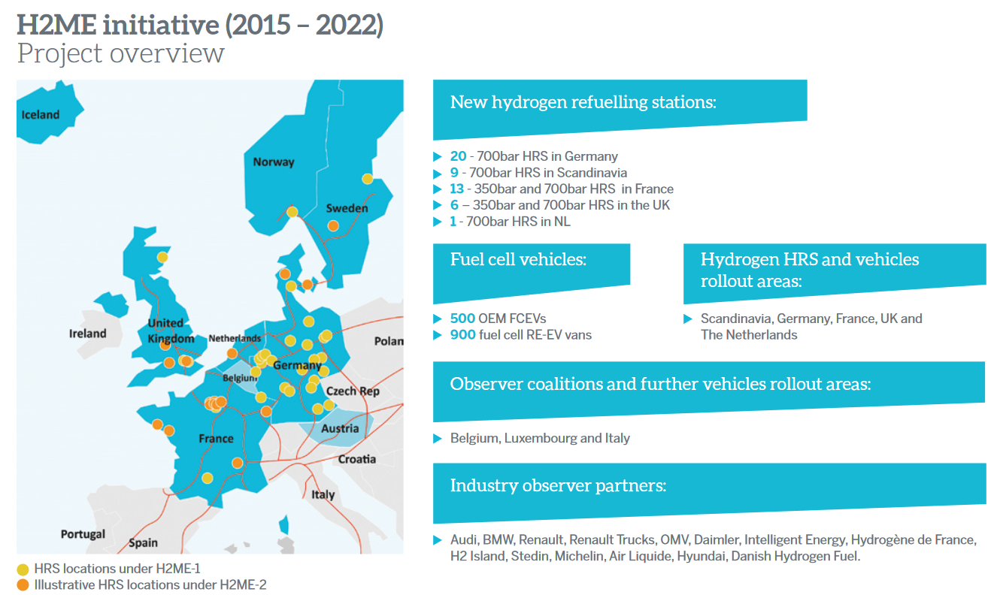 H2ME initiative (2015 – 2022)
Project overview
Iceland
Norway
Sweden
United
Kingdom
Ireland
Netherlands
Polan
Germany
Belgium
Czech Rep
Austria
France
Croatia
Italy
Portugal
Spain
HRS locations under H2ME-1
Illustrative HRS locations under H2ME-2
New hydrogen refuelling stations:
20 - 700bar HRS in Germany
9 - 700bar HRS in Scandinavia
13 - 350bar and 700bar HRS in France
6 – 350bar and 700bar HRS in the UK
1 - 700bar HRS in NL
Fuel cell vehicles:
500 OEM FCEVs
900 fuel cell RE-EV vans
Hydrogen HRS and vehicles
rollout areas:
Scandinavia, Germany, France, UK and
The Netherlands
Observer coalitions and further vehicles rollout areas:
Belgium, Luxembourg and Italy
Industry observer partners:
Audi, BMW, Renault, Renault Trucks, OMV, Daimler, Intelligent Energy, Hydrogène de France,
H2 Island, Stedin, Michelin, Air Liquide, Hyundai, Danish Hydrogen Fuel.